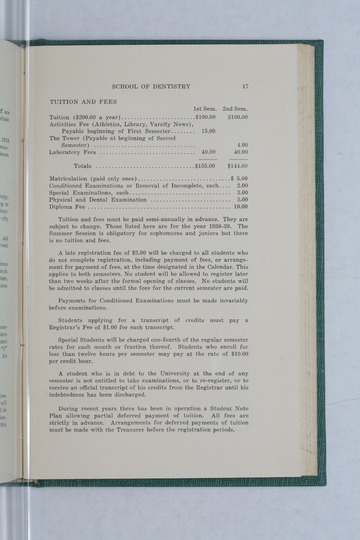 SCHOOL OF DENTISTRY 17
TUITION AND FEES
1st Sem. 2nd Sem.
Tuition ($200.00 a year)........................$100.00 $100.00
Activities Fee (Athletics, Library, Varsity News),
Payable beginning of First Semester........ 15.00
The Tower (Payable at beginning of Second
Semester) ................................ 4.00
Laboratory Fees .............................. 40.00 40.00
Totals ................................$155.00 $144.00
Matriculation (paid only once)..............................$ 5.00
Conditioned Examinations or Removal of Incomplete, each.... 2.00
Special Examinations, each................................ 3.00
Physical and Dental Examination .......................... 5.00
Diploma Fee .............................................. 10.00
Tuition and fees must be paid semi-annually in advance. They are
subject to change. Those listed here are for the year 1938-39. The
Summer Session is obligatory for sophomores and juniors but there
is no tuition and fees.
A late registration fee of $5.00 will be charged to all students who
do not complete registration, including payment of fees, or arrange-
ment for payment of fees, at the time designated in the Calendar. This
applies to both semesters. No student will be allowed to register later
than two weeks after the formal opening of classes. No students will
be admitted to classes until the fees for the current semester are paid.
Payments for Conditioned Examinations must be made invariably
before examinations.
Students applying for a transcript of credits must pay a
Registrar's Fee of $1.00 for each transcript.
Special Students will be charged one-fourth of the regular semester
rates for each month or fraction thereof. Students who enroll for
less than twelve hours per semester may pay at the rate of $10.00
per credit hour.
A student who is in debt to the University at the end of any
semester is not entitled to take examinations, or to re-register, or to
receive an official transcript of his credits from the Registrar until his
indebtedness has been discharged.
During recent years there has been in operation a Student Note
Plan allowing partial deferred payment of tuition. All fees are
strictly in advance. Arrangements for deferred payments of tuition
must be made with the Treasurer before the registration periods.